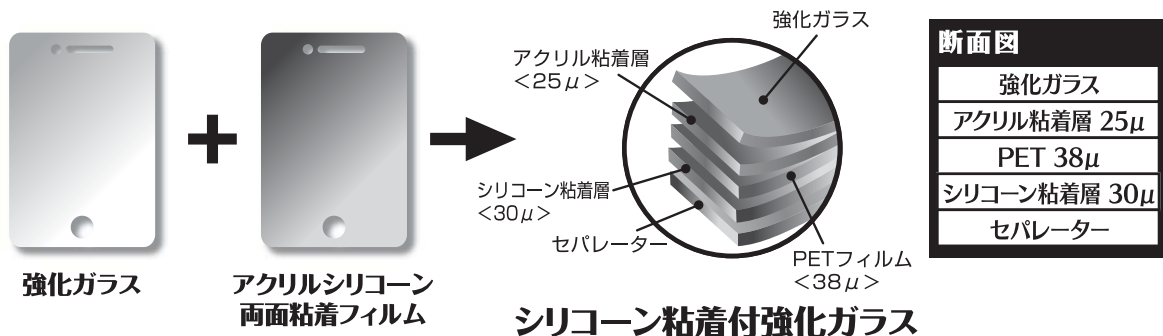 強化ガラス
アクリルシリコーン
両面粘着フィルム
強化ガラス
アクリル粘着層
<25μ>
シリコーン粘着層
<30μ>
セパレーター
PETフィルム
<38μ>
シリコーン粘着付強化ガラス
断面図
強化ガラス
アクリル粘着層 25μ
PET 38μ
シリコーン粘着層 30μ
セパレーター